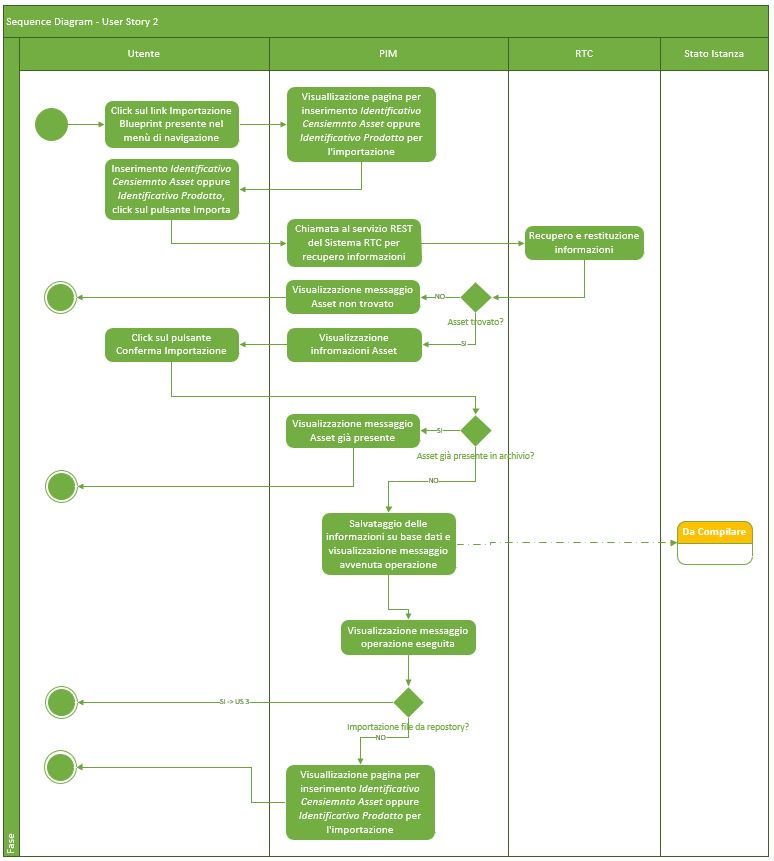 Sequence Diagram - User Story 2
Utente
PIM
RTC
Stato Istanza
Click sul link Importazione
Blueprint presente nel
menù di navigazione
Visuallizzazione pagina per
inserimento Identificativo
Censiemnto Asset oppure
Identificativo Prodotto per
l'importazione
Inserimento Identificativo
Censiemnto Asset oppure
Identificativo Prodotto,
click sul pulsante Importa
Chiamata al servizio REST
del Sistema RTC per
recupero informazioni
Recupero e restituzione
informazioni
Visualizzazione messaggio
Asset non trovato
NO
Asset trovato?
SI
Click sul pulsante
Conferma Importazione
Visualizzazione
infromazioni Asset
Visualizzazione messaggio
Asset già presente
SI
Asset già presente in archivio?
NO
Salvataggio delle
informazioni su base dati e
visualizzazione messaggio
avvenuta operazione
Da Compilare
Visualizzazione messaggio
operazione eseguita
SI -> US 3
Importazione file da repostory?
NO
Visuallizzazione pagina per
inserimento Identificativo
Censiemnto Asset oppure
Identificativo Prodotto per
l'importazione
Fase